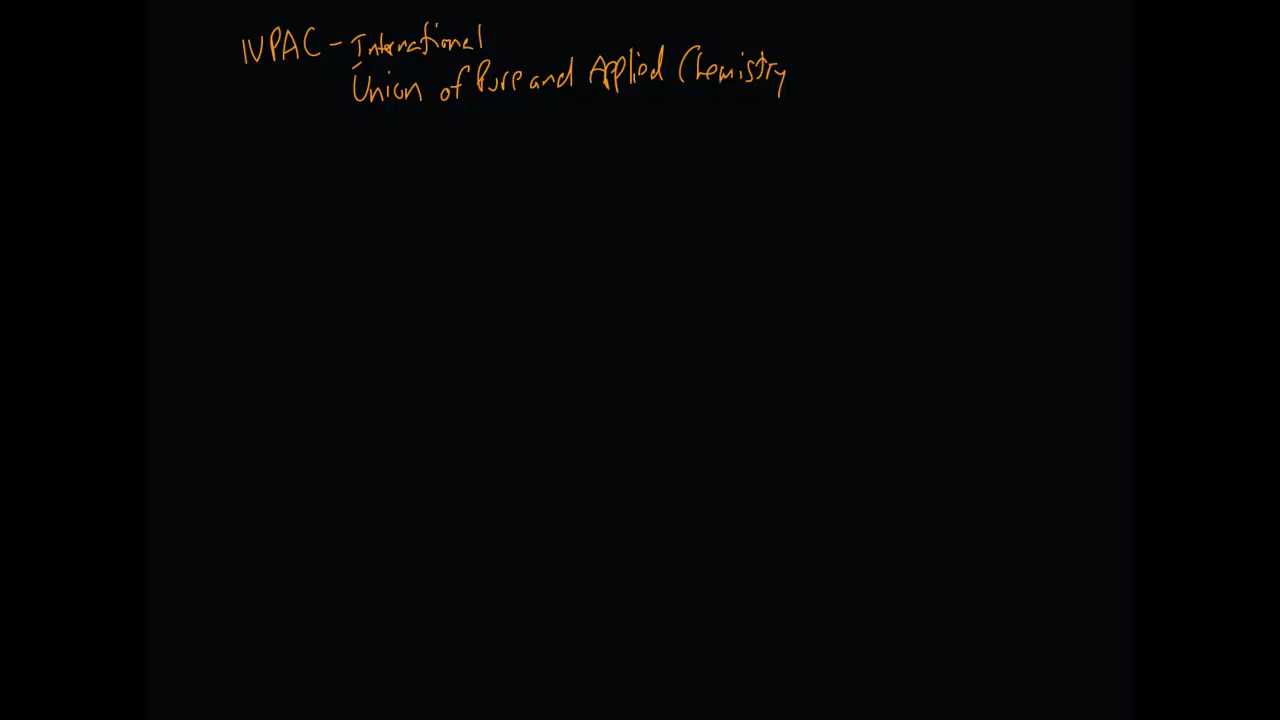 IUPAC - International
Union of Pure and Applied Chemistry